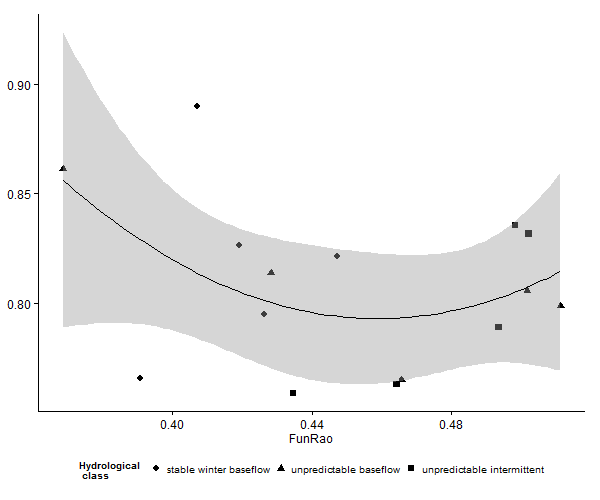 0.90
0.85
0.80
0.40 0.44 0.48
FunRao
Hydrological
class
stable winter baseflow unpredictable baseflow unpredictable intermittent